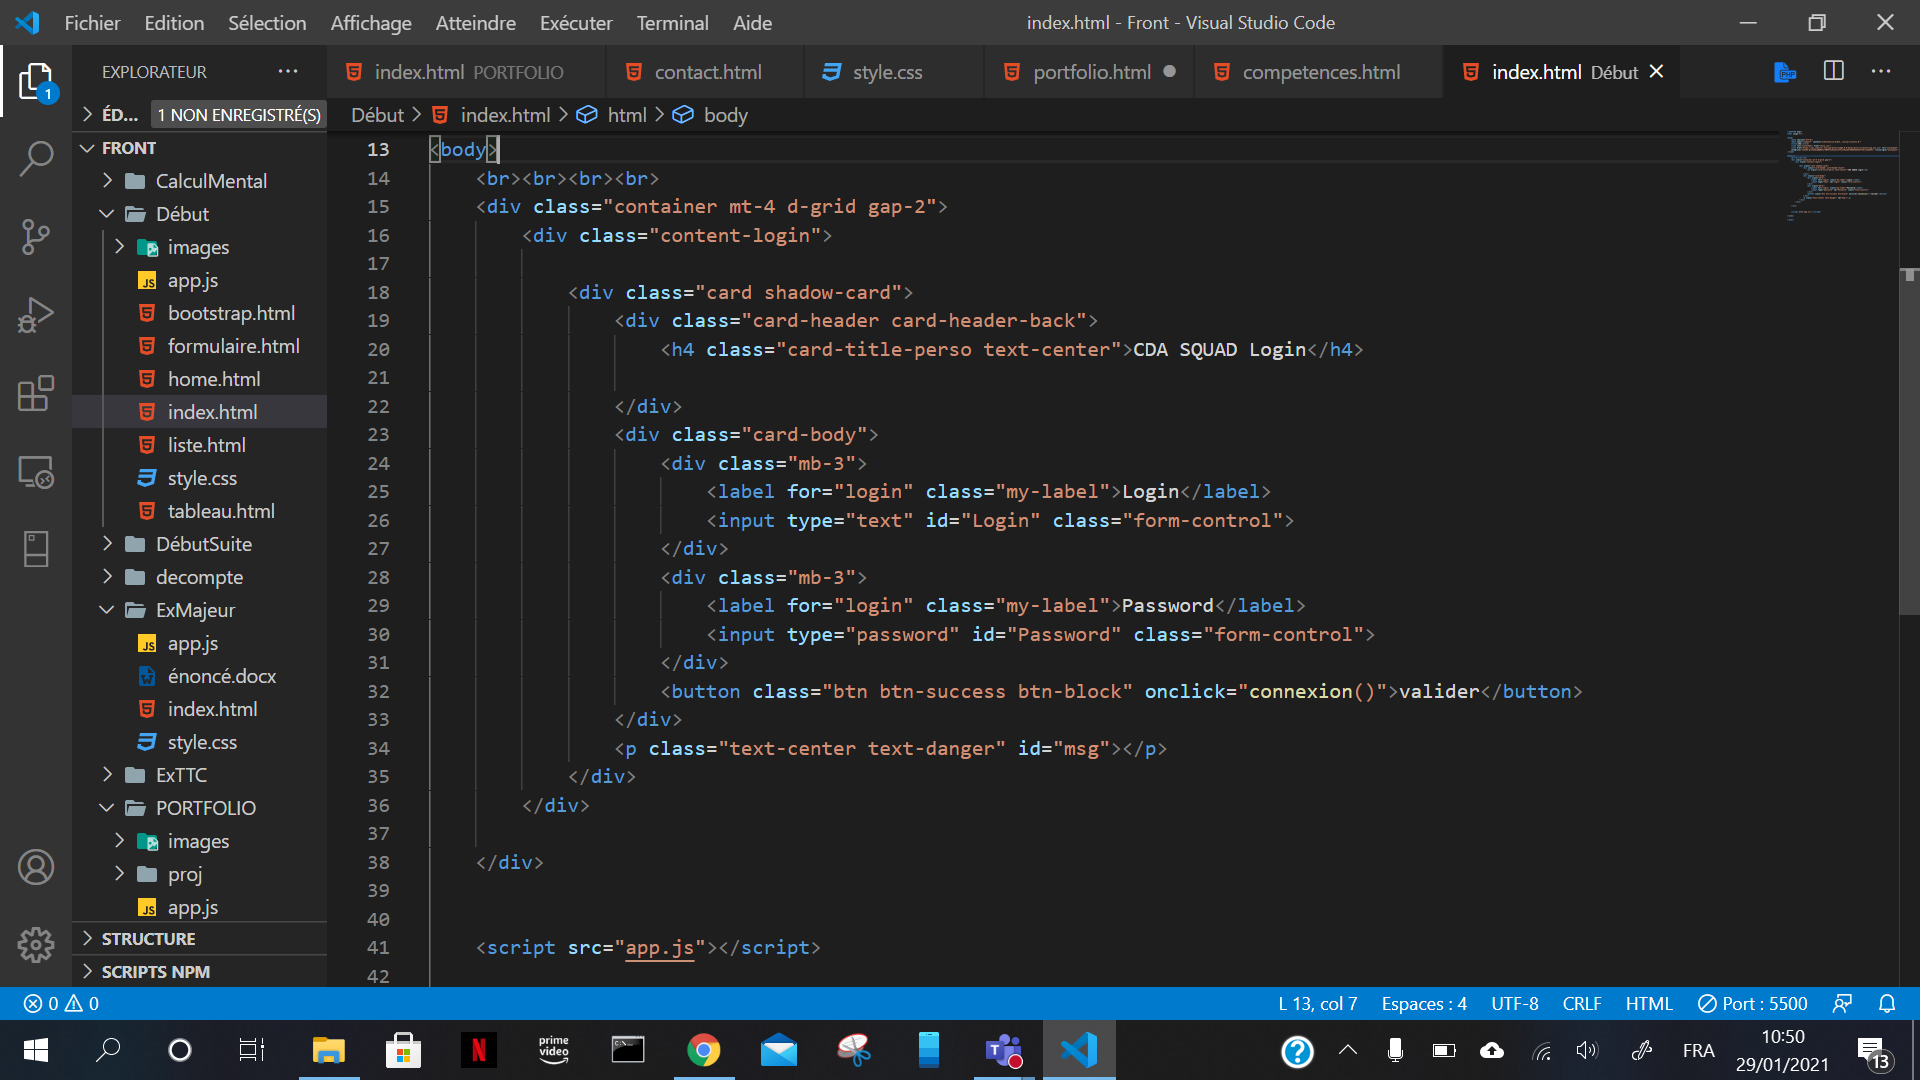 Fichier Edition Sélection Affichage Atteindre Exécuter Terminal Aide
index.html - Front - Visual Studio Code
EXPLORATEUR
index.html PORTFOLIO
contact.html
style.css
portfolio.html
competences.html
index.html Début
PHP
1
ÉD... 1 NON ENREGISTRÉ(S)
Début > index.html > html > body
FRONT
CalculMental
Début
images
app.js
bootstrap.html
formulaire.html
home.html
index.html
liste.html
style.css
tableau.html
DébutSuite
decompte
ExMajeur
app.js
énoncé.docx
index.html
style.css
ExTTC
PORTFOLIO
images
proj
app.js
STRUCTURE
SCRIPTS NPM
13 <body>
14 <br><br><br><br>
15 <div class="container mt-4 d-grid gap-2">
16 <div class="content-login">
17
18 <div class="card shadow-card">
19 <div class="card-header card-header-back">
20 <h4 class="card-title-perso text-center">CDA SQUAD Login</h4>
21
22 </div>
23 <div class="card-body">
24 <div class="mb-3">
25 <label for="login" class="my-label">Login</label>
26 <input type="text" id="Login" class="form-control">
27 </div>
28 <div class="mb-3">
29 <label for="login" class="my-label">Password</label>
30 <input type="password" id="Password" class="form-control">
31 </div>
32 <button class="btn btn-success btn-block" onclick="connexion()">valider</button>
33 </div>
34 <p class="text-center text-danger" id="msg"></p>
35 </div>
36 </div>
37
38 </div>
39
40
41 <script src="app.js"></script>
42
0 0
L 13, col 7 Espaces : 4 UTF-8 CRLF HTML Port : 5500
prime video
FRA
10:50
29/01/2021
13